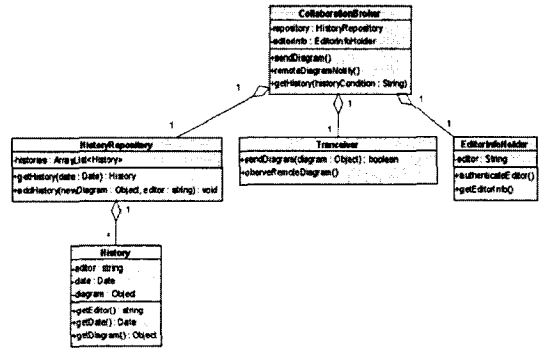 CollaborationBroker
-repository : HistoryRepository
-editorInfo : EditorInfoHolder
+sendDiagram()
+remoteDiagramNotify()
+getHistory(historyCondition : String)
1
1
1
1
1
1
HistoryRepository
-histories : ArrayList<History>
+getHistory(date : Date) : History
+addHistory(newDiagram : Object, editor : string) : void
Tranceiver
+sendDiagram(diagram : Object) : boolean
+oberveRemoteDiagram()
EditorInfoHolder
-editor : String
+authenticateEditor()
+getEditorInfo()
1
*
History
-editor : string
-date : Date
-diagram : Object
+getEditor() : string
+getDate() : Date
+getDiagram() : Object